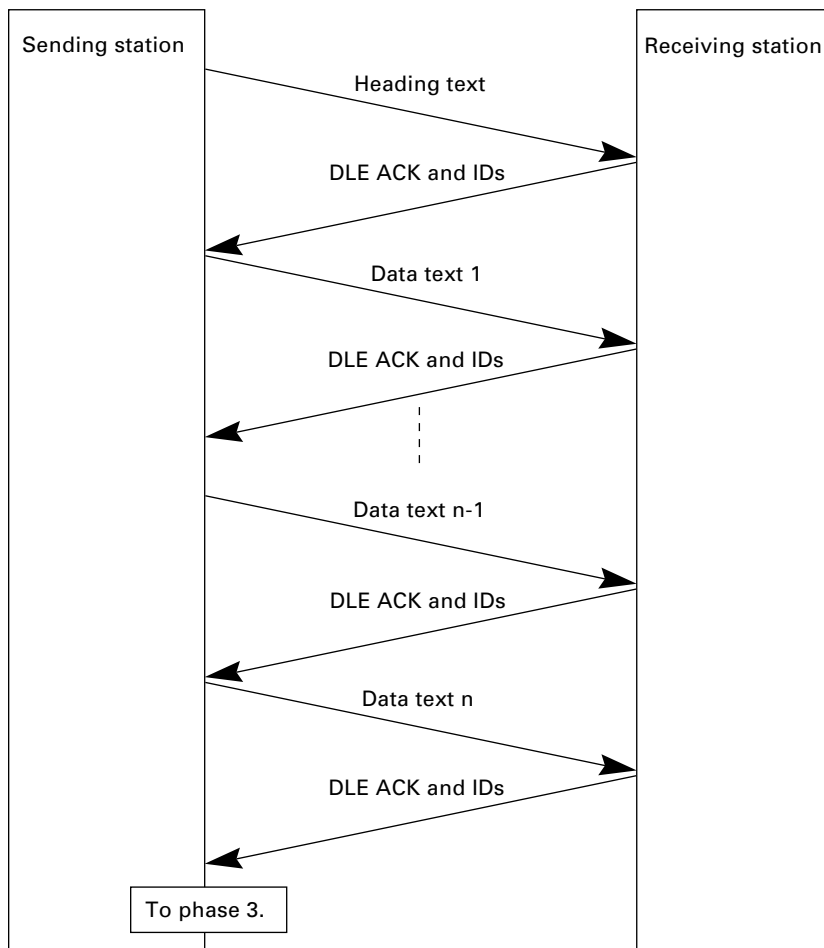 Sending station
Receiving station
Heading text
DLE ACK and IDs
Data text 1
DLE ACK and IDs
Data text n-1
DLE ACK and IDs
Data text n
DLE ACK and IDs
To phase 3.